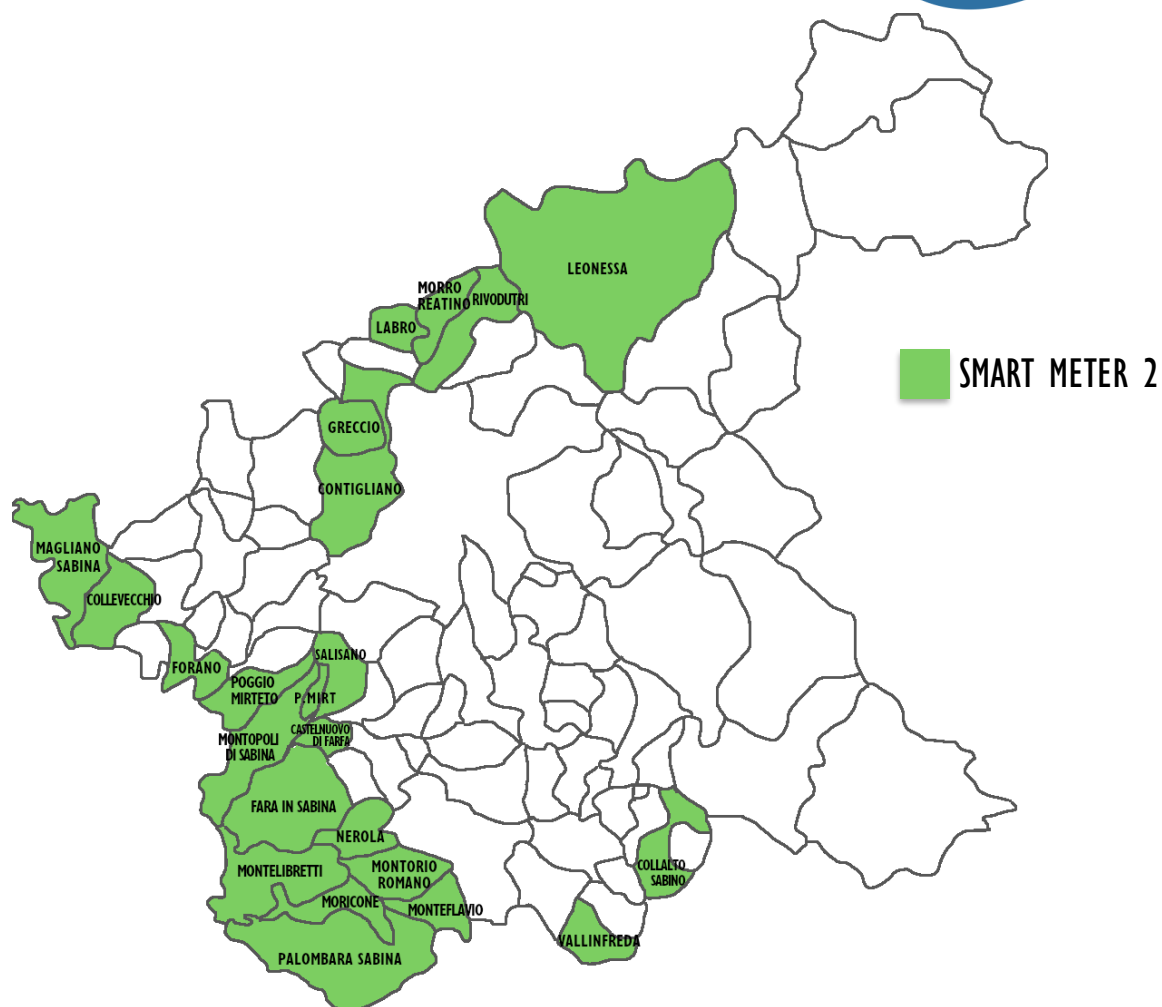 LEONESSA
MORRO
REATINO
RIVODUTRI
LABRO
SMART METER 2
GRECCIO
CONTIGLIANO
MAGLIANO
SABINA
COLLEVECCHIO
SALISANO
FORANO
POGGIO
MIRTETO
P.MIRT
CASTELNUOVO
DI FARFA
MONTOPOLI
DI SABINA
FARA IN SABINA
NEROLA
MONTELIBRETTI
MONTORIO
ROMANO
COLLALTO
SABINO
MORICONE
MONTEFLAVIO
VALLINFREDA
PALOMBARA SABINA